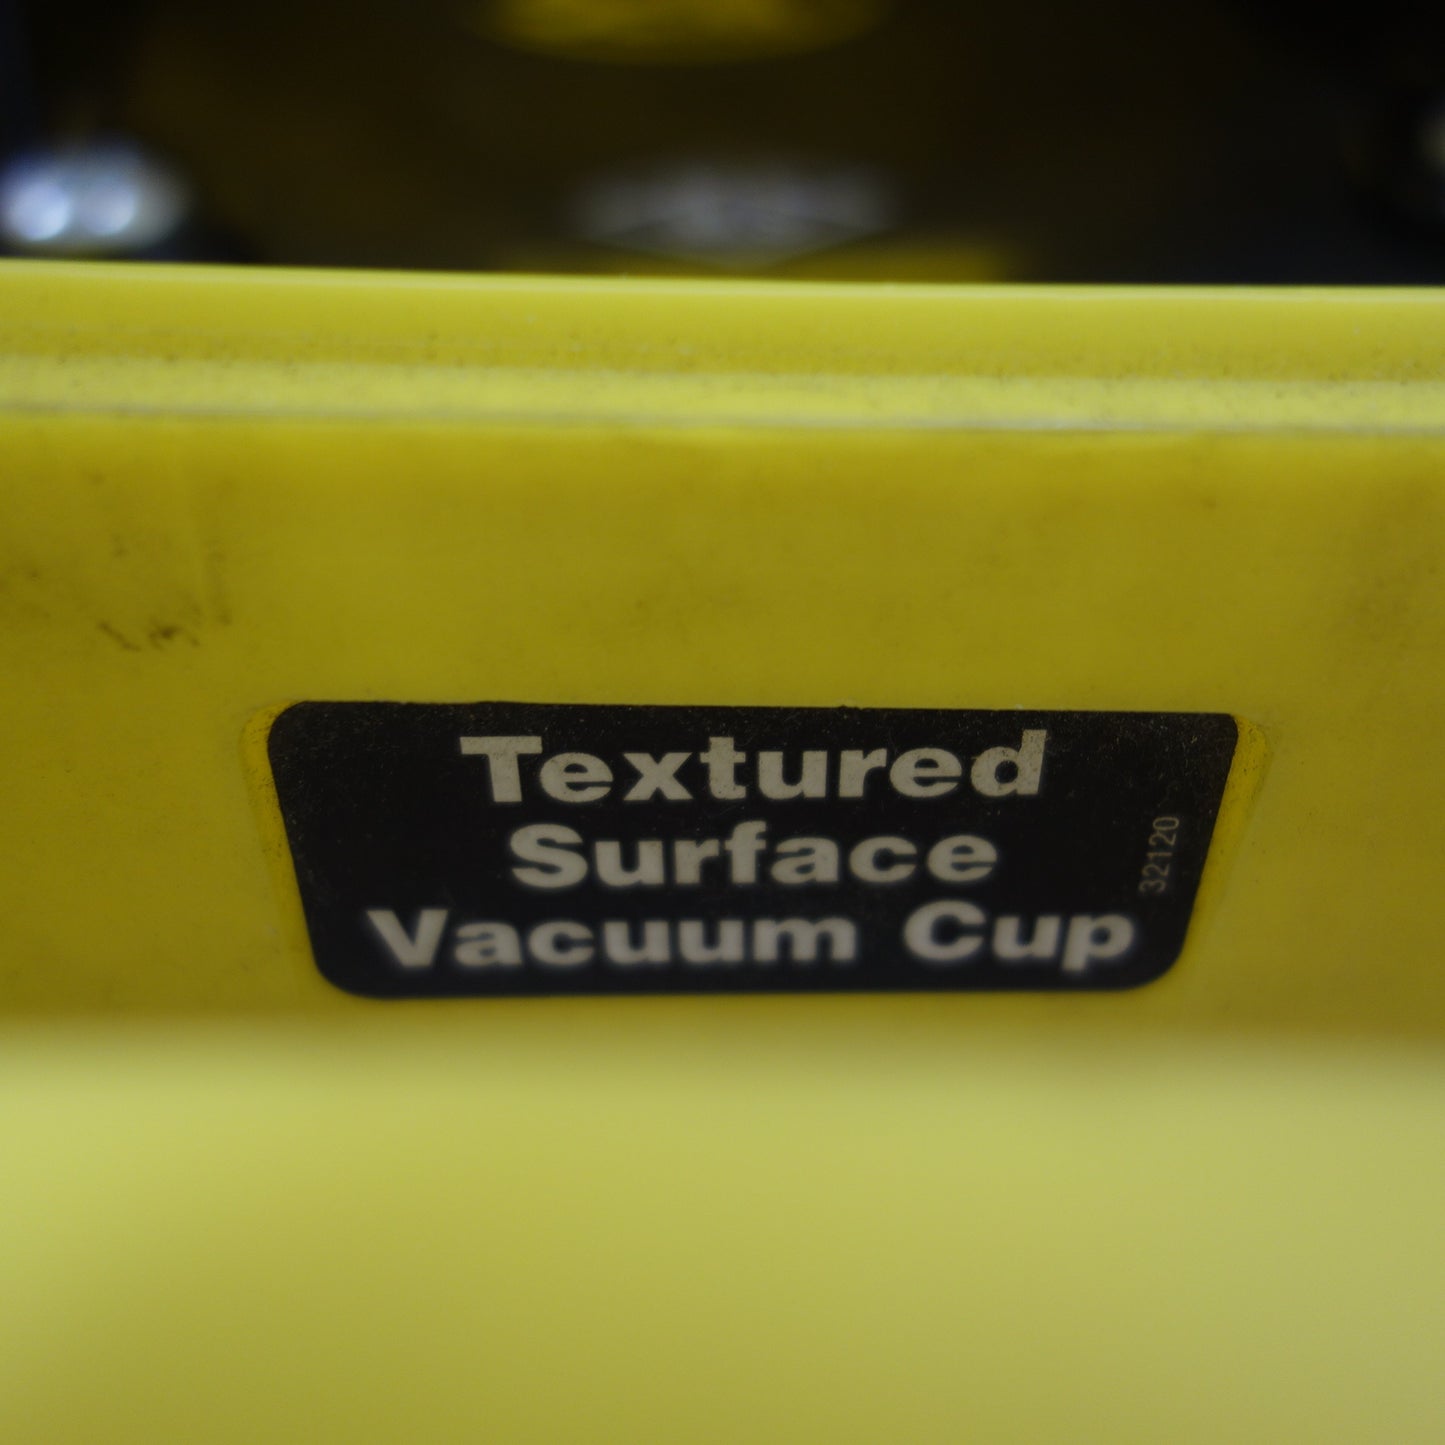 Textured
Surface
Vacuum Cup
32120